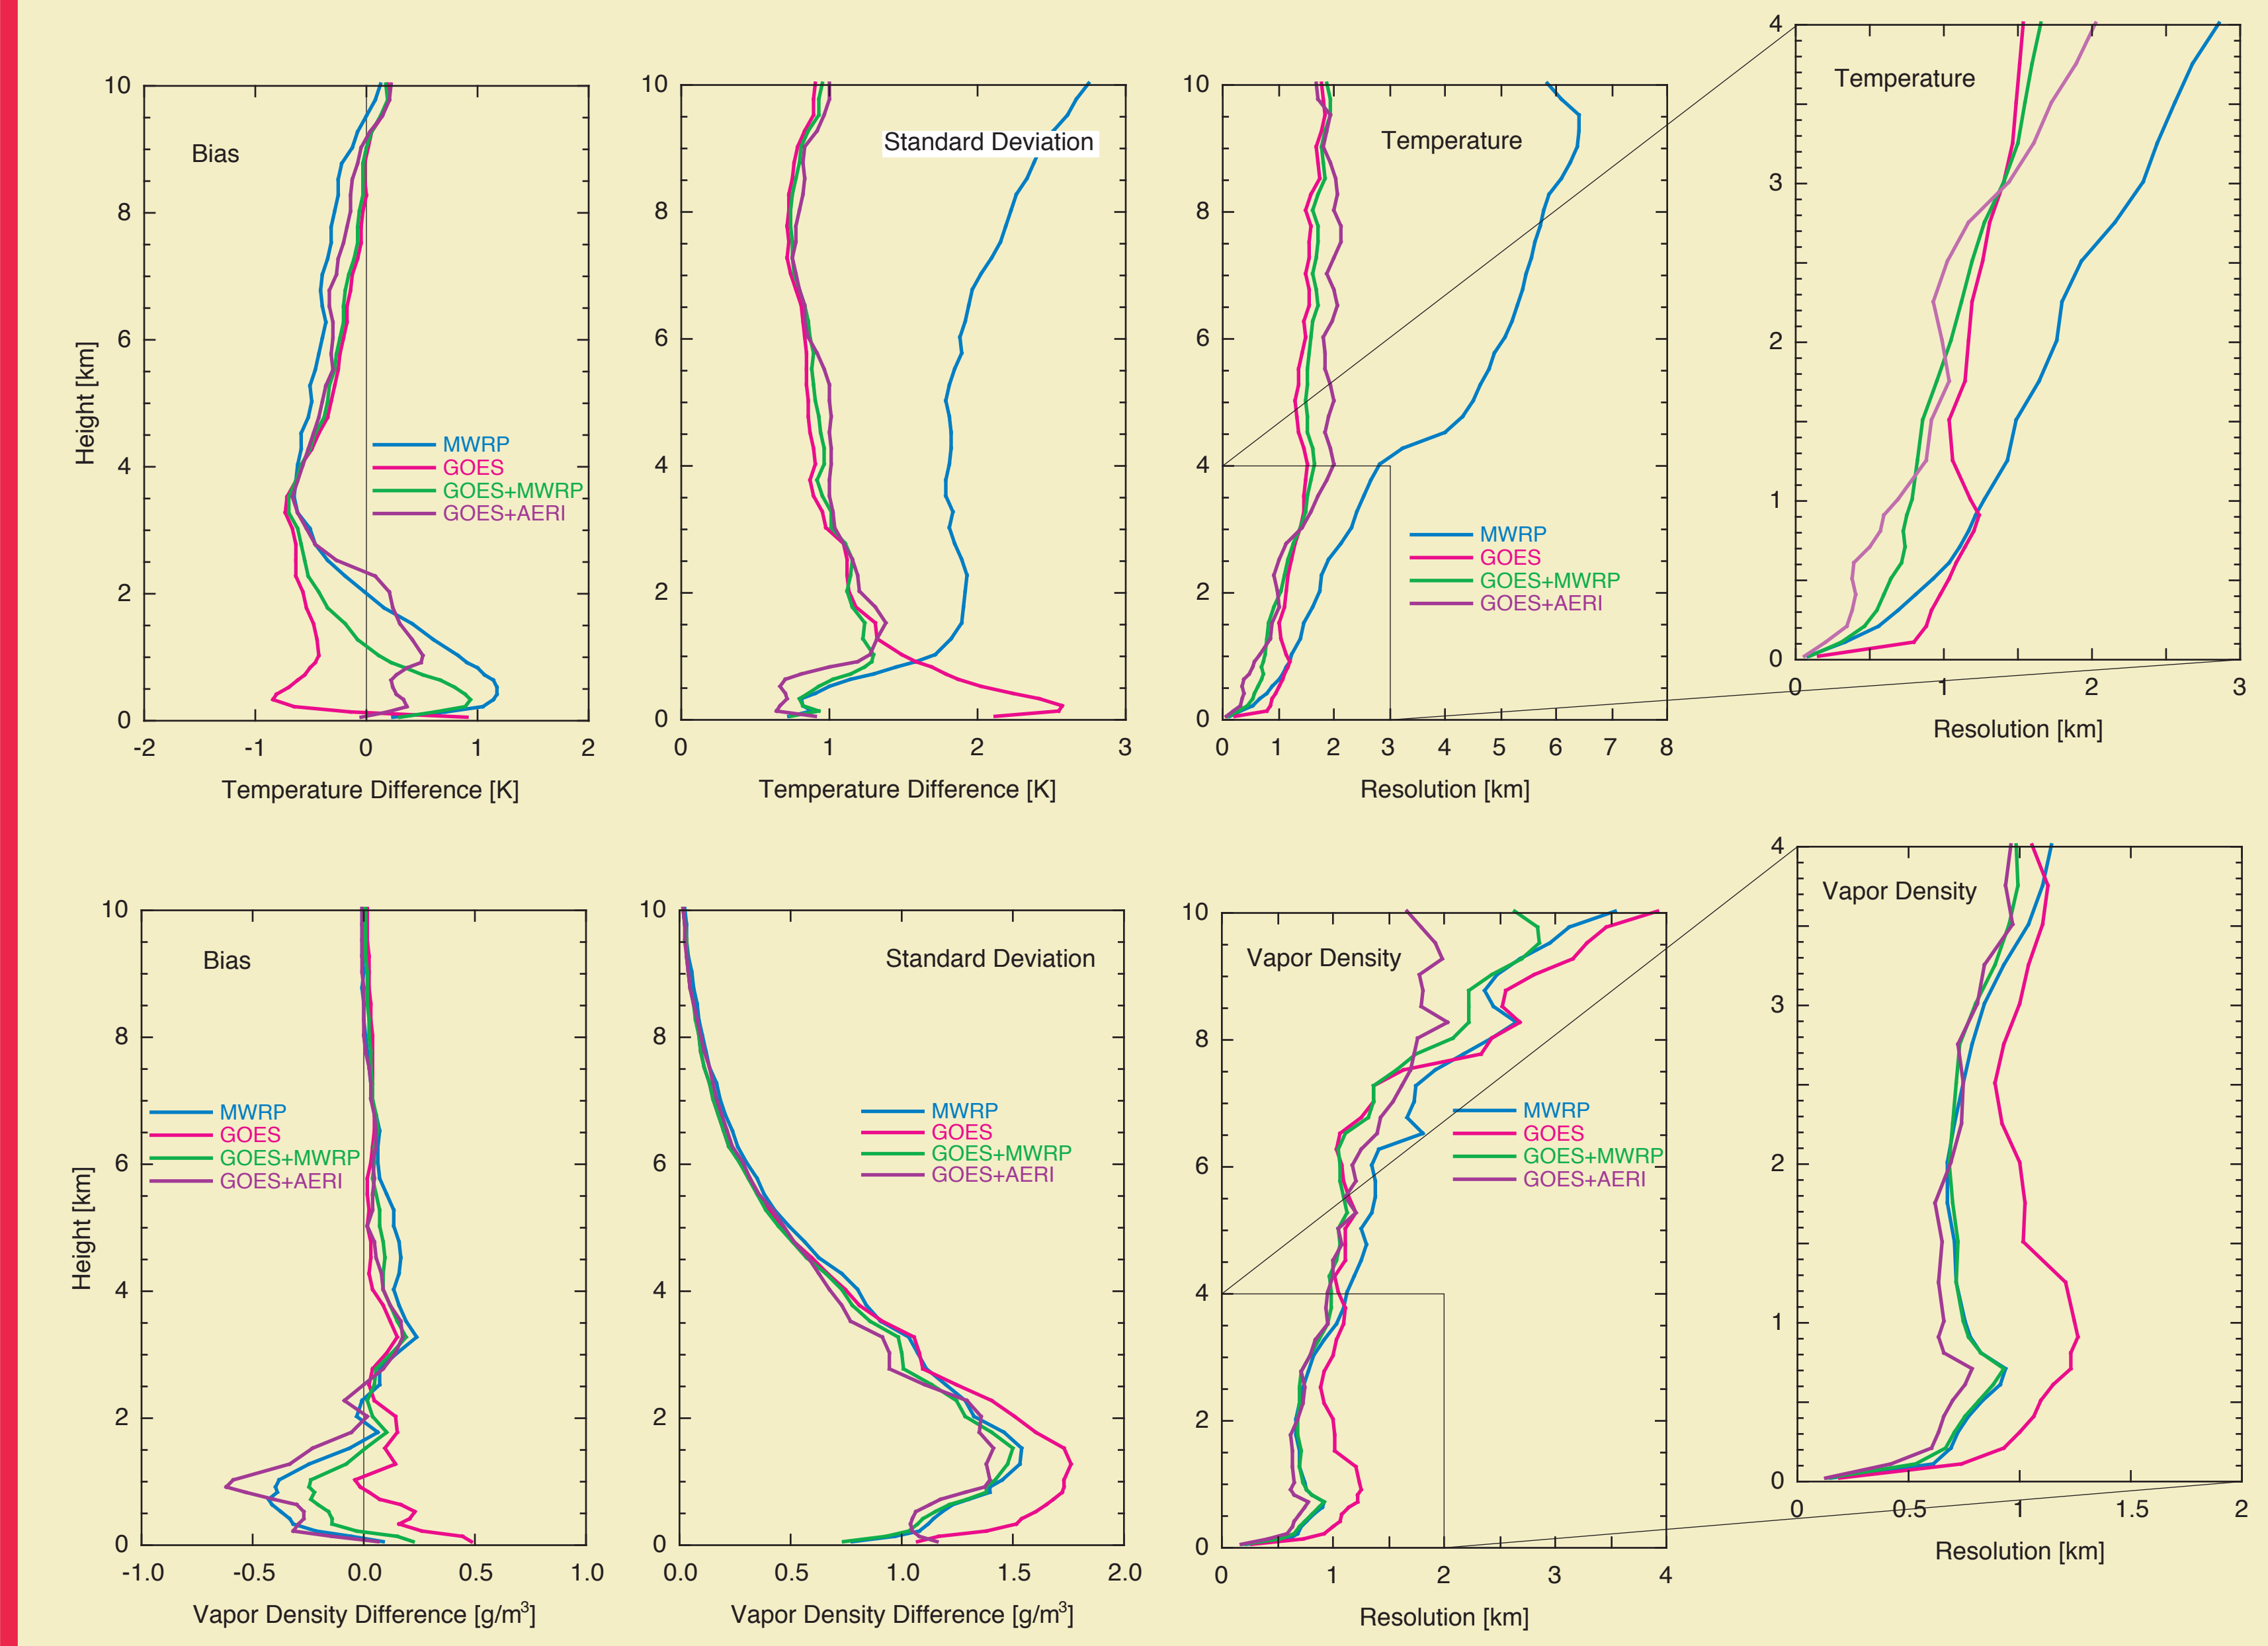 4
3
2
1
0
Temperature
0 1 2 3
Resolution [km]
10
8
6
4
2
0
Height [km]
Bias
MWRP
GOES
GOES+MWRP
GOES+AERI
-2 -1 0 1 2
Temperature Difference [K]
10
8
6
4
2
0
Standard Deviation
0 1 2 3
Temperature Difference [K]
10
8
6
4
2
0
Temperature
MWRP
GOES
GOES+MWRP
GOES+AERI
0 1 2 3 4 5 6 7 8
Resolution [km]
10
8
6
4
2
0
Height [km]
Bias
MWRP
GOES
GOES+MWRP
GOES+AERI
-1.0 -0.5 0.0 0.5 1.0
Vapor Density Difference [g/m³]
10
8
6
4
2
0
Standard Deviation
MWRP
GOES
GOES+MWRP
GOES+AERI
0.0 0.5 1.0 1.5 2.0
Vapor Density Difference [g/m³]
10
8
6
4
2
0
Vapor Density
MWRP
GOES
GOES+MWRP
GOES+AERI
0 1 2 3 4
Resolution [km]
4
3
2
1
0
Vapor Density
0 0.5 1 1.5 2
Resolution [km]